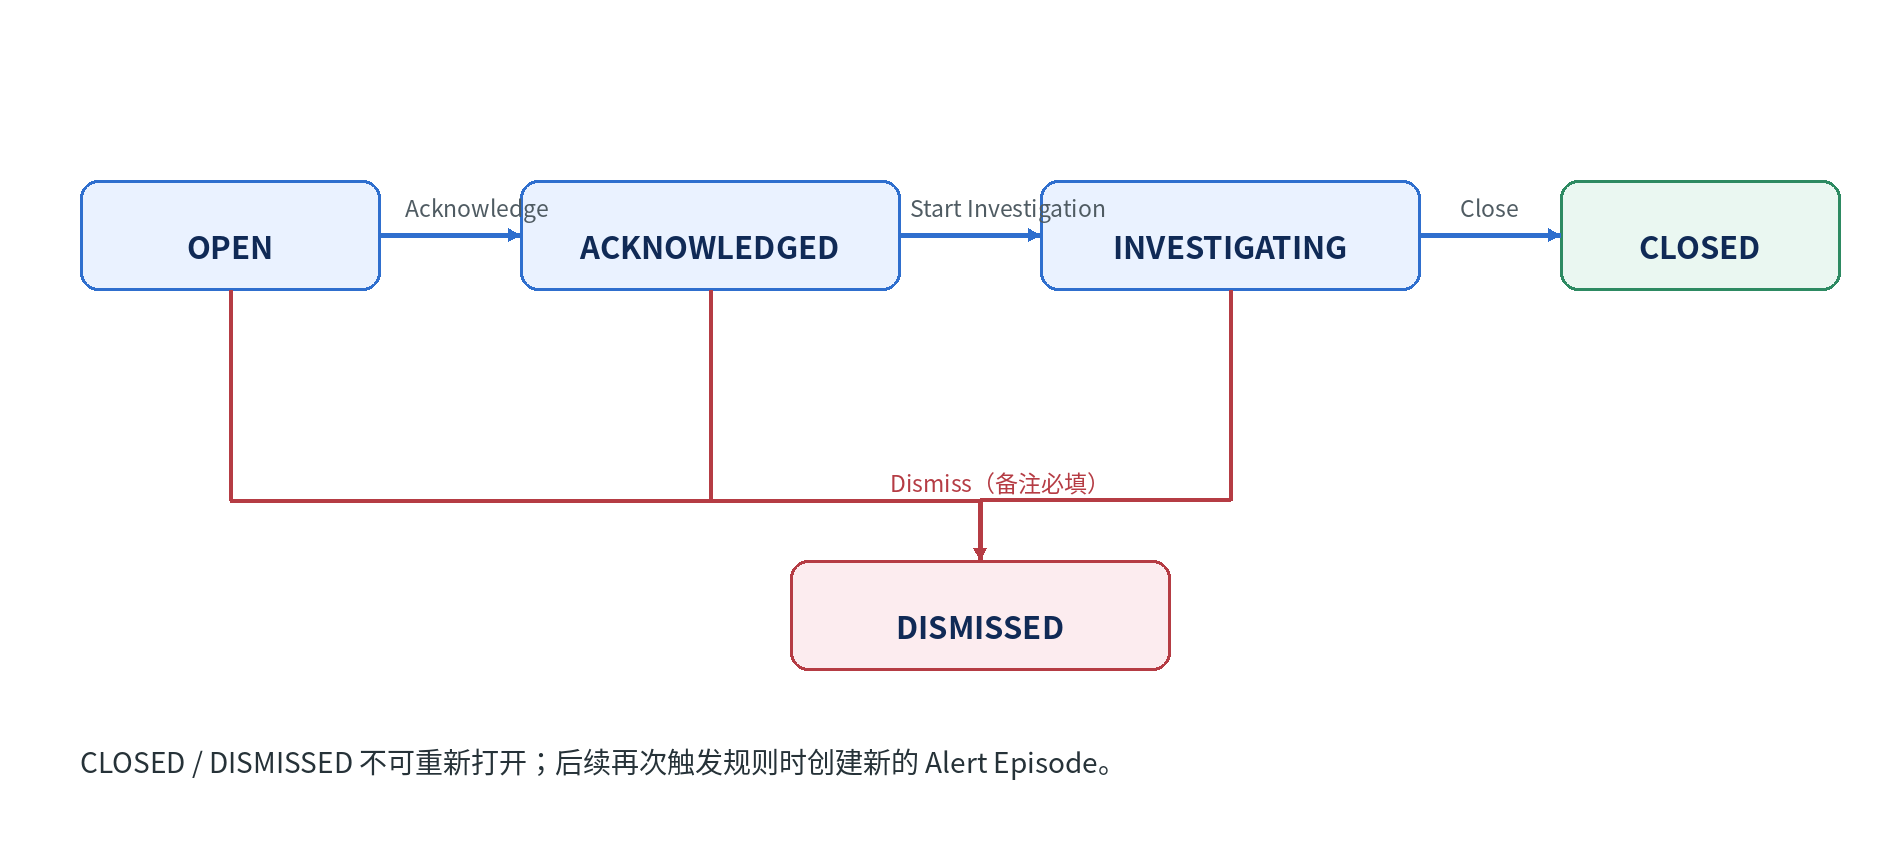 Acknowledge
Start Investigation
Close
OPEN
ACKNOWLEDGED
INVESTIGATING
CLOSED
Dismiss（备注必填）
DISMISSED
CLOSED / DISMISSED 不可重新打开；后续再次触发规则时创建新的 Alert Episode。